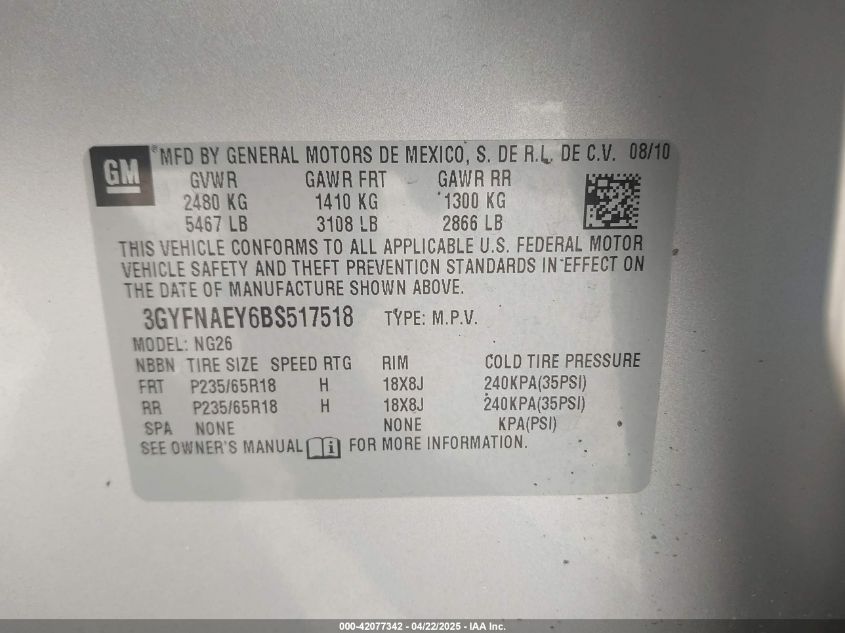 GM MFD BY GENERAL MOTORS DE MEXICO, S. DE R.L. DE C.V. 08/10
GVWR GAWR FRT GAWR RR
2480 KG 1410 KG 1300 KG
5467 LB 3108 LB 2866 LB
THIS VEHICLE CONFORMS TO ALL APPLICABLE U.S. FEDERAL MOTOR
VEHICLE SAFETY AND THEFT PREVENTION STANDARDS IN EFFECT ON
THE DATE OF MANUFACTURE SHOWN ABOVE.
3GYFNAEY6BS517518 TYPE: M.P.V.
MODEL: NG26
NBBN TIRE SIZE SPEED RTG RIM COLD TIRE PRESSURE
FRT P235/65R18 H 18X8J 240KPA(35PSI)
RR P235/65R18 H 18X8J 240KPA(35PSI)
SPA NONE NONE KPA(PSI)
SEE OWNER'S MANUAL FOR MORE INFORMATION.
000-42077342 - 04/22/2025 - IAA Inc.